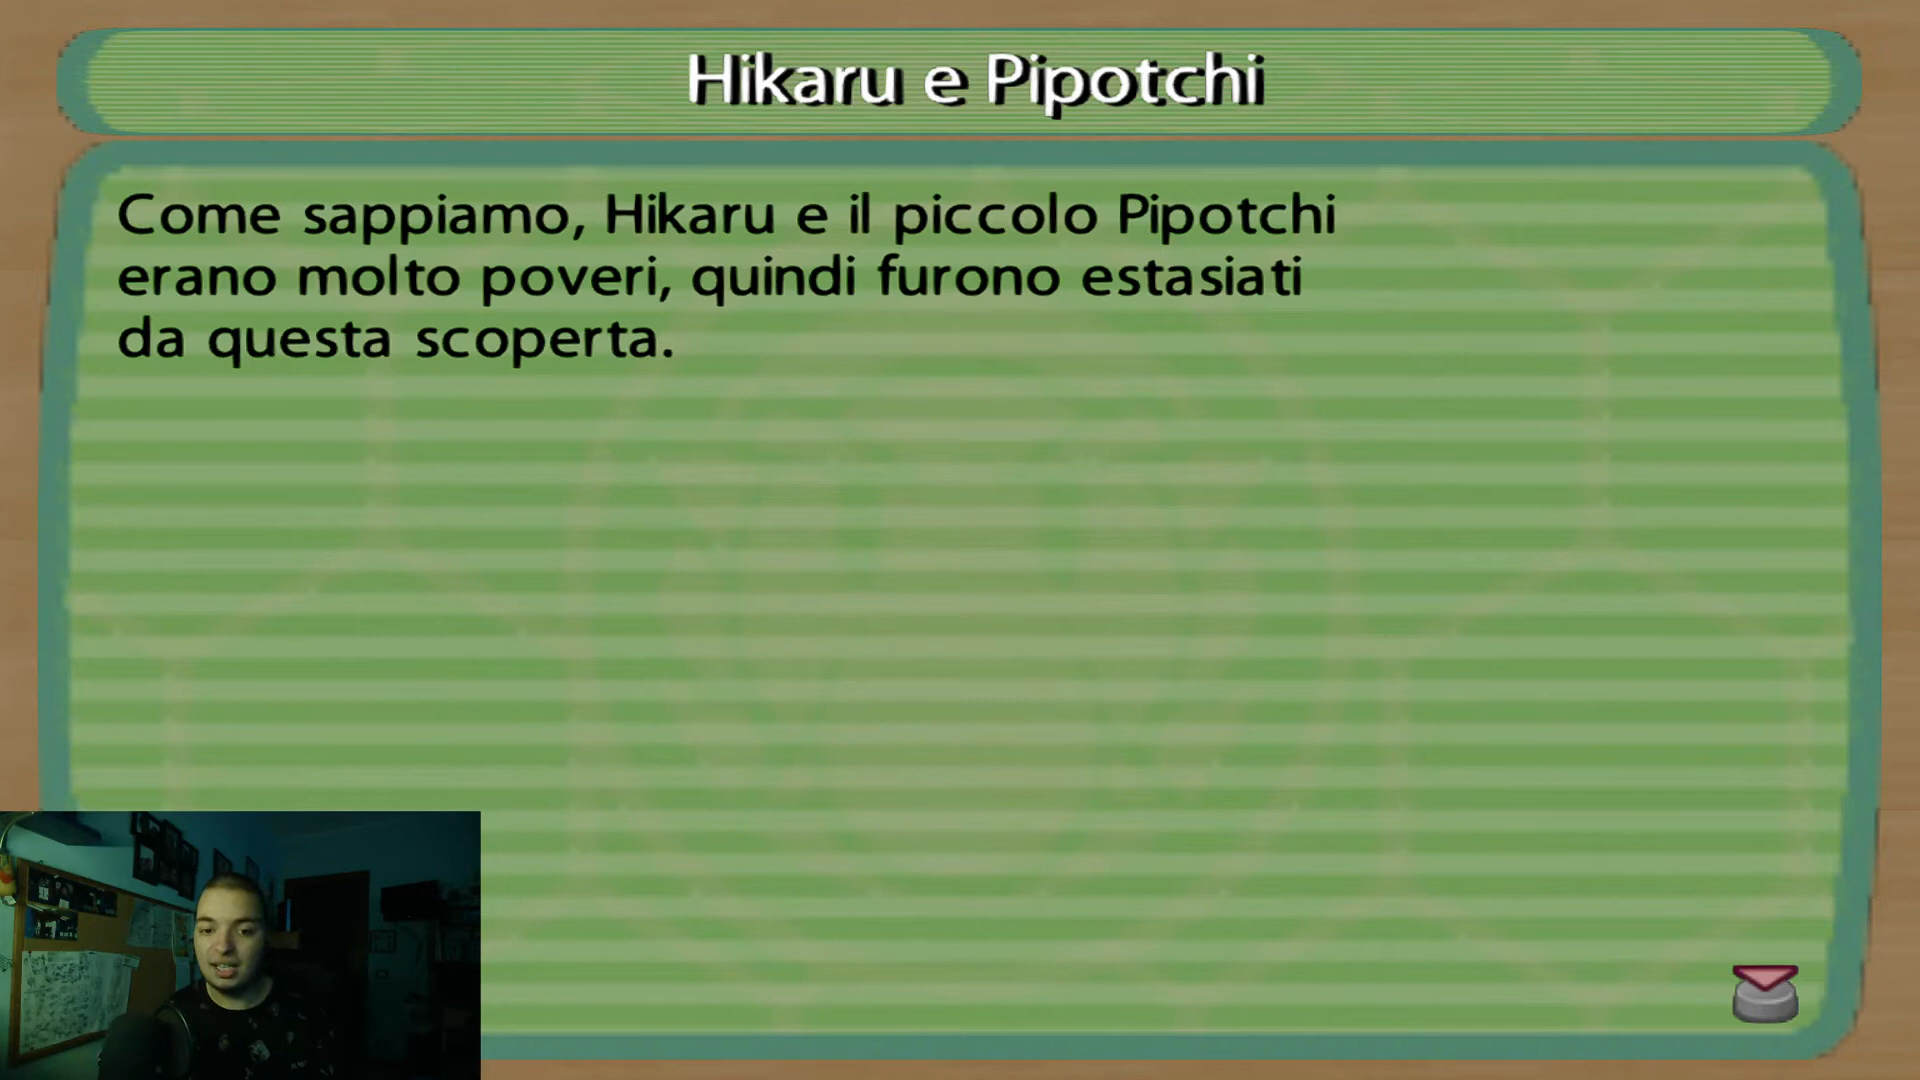 Hikaru e Pipotchi
Come sappiamo, Hikaru e il piccolo Pipotchi
erano molto poveri, quindi furono estasiati
da questa scoperta.